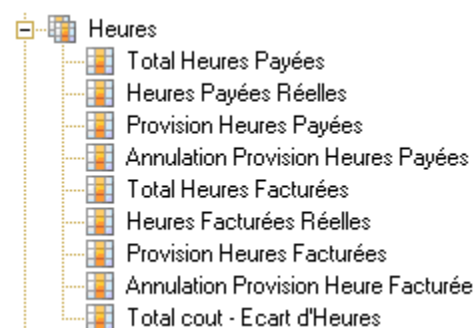 Heures
Total Heures Payées
Heures Payées Réelles
Provision Heures Payées
Annulation Provision Heures Payées
Total Heures Facturées
Heures Facturées Réelles
Provision Heures Facturées
Annulation Provision Heure Facturée
Total cout - Ecart d'Heures